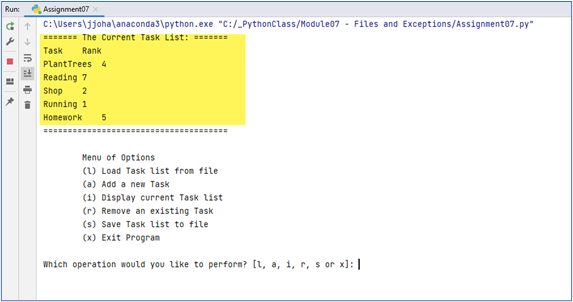 Run: Assignment07
C:\Users\jjoha\anaconda3\python.exe "C:/_PythonClass/Module07 - Files and Exceptions/Assignment07.py"
======= The Current Task List: =======
Task    Rank
PlantTrees  4
Reading 7
Shop    2
Running 1
Homework    5
======================================
Menu of Options
(l) Load Task list from file
(a) Add a new Task
(i) Display current Task list
(r) Remove an existing Task
(s) Save Task list to file
(x) Exit Program
Which operation would you like to perform? [l, a, i, r, s or x]: